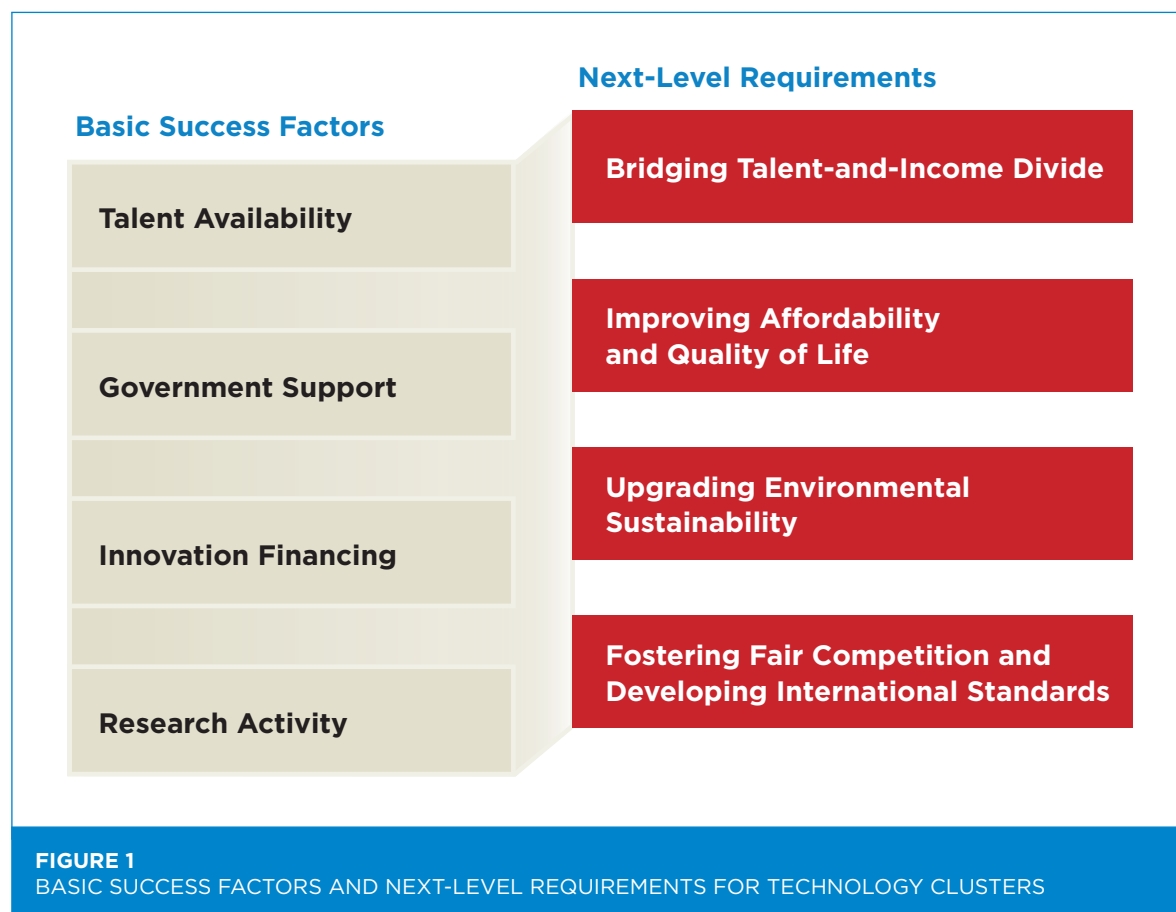 Basic Success Factors
Talent Availability
Government Support
Innovation Financing
Research Activity
Next-Level Requirements
Bridging Talent-and-Income Divide
Improving Affordability
and Quality of Life
Upgrading Environmental
Sustainability
Fostering Fair Competition and
Developing International Standards
FIGURE 1
BASIC SUCCESS FACTORS AND NEXT-LEVEL REQUIREMENTS FOR TECHNOLOGY CLUSTERS